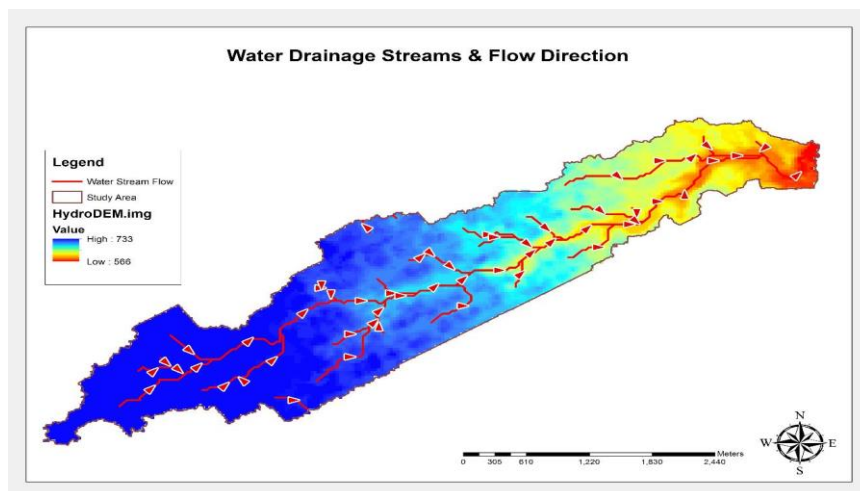 Water Drainage Streams & Flow Direction
Legend
Water Stream Flow
Study Area
HydroDEM.img
Value
High : 733
Low : 566
N
W E
S
Meters
0 305 610 1,220 1,830 2,440